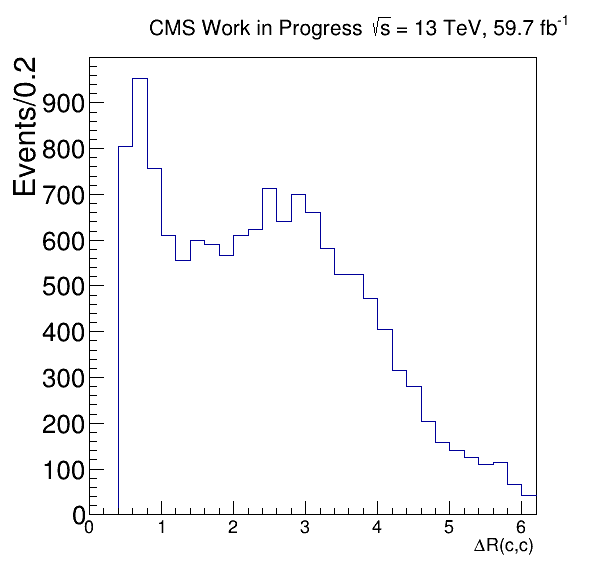 CMS Work in Progress √s = 13 TeV, 59.7 fb⁻¹
Events/0.2
900
800
700
600
500
400
300
200
100
0
0 1 2 3 4 5 6
ΔR(c,c)